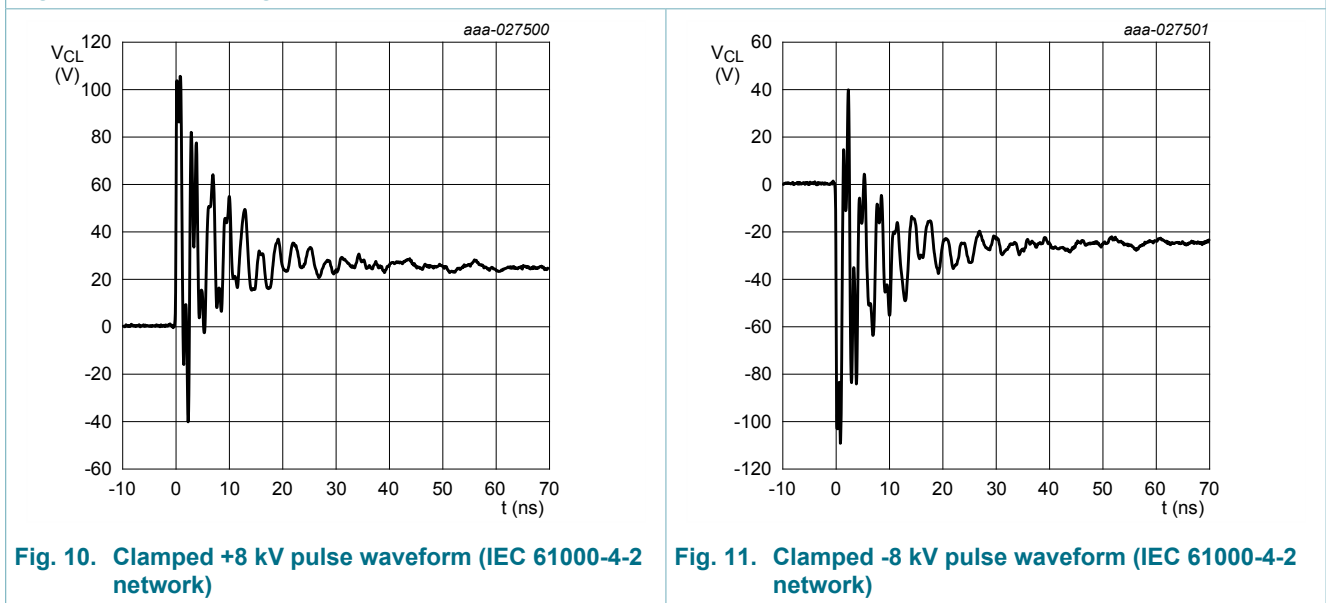 aaa-027500
V_CL
(V)
120
100
80
60
40
20
0
-20
-40
-60
-10 0 10 20 30 40 50 60 70
t (ns)
Fig. 10. Clamped +8 kV pulse waveform (IEC 61000-4-2
network)
aaa-027501
V_CL
(V)
60
40
20
0
-20
-40
-60
-80
-100
-120
-10 0 10 20 30 40 50 60 70
t (ns)
Fig. 11. Clamped -8 kV pulse waveform (IEC 61000-4-2
network)